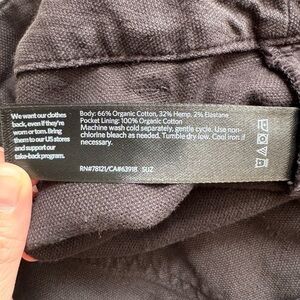 We want our clothes
back, even if they're
worn or torn. Bring
them to our US stores
and support our
take-back program.
Body: 66% Organic Cotton, 32% Hemp, 2% Elastane
Pocket Lining: 100% Organic Cotton
Machine wash cold separately, gentle cycle. Use non-
chlorine bleach as needed. Tumble dry low. Cool iron if
necessary.
RN#78121/CA#63918 SUZ